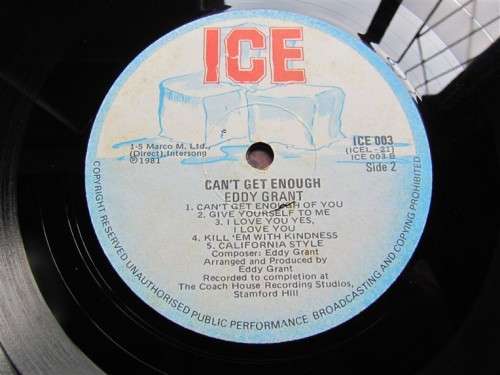 ICE
1-5 Marco M. Ltd.
(Direct) Intersong
℗1981
ICE 003
(ICEL - 21)
ICE 003 B
Side 2
CAN'T GET ENOUGH
EDDY GRANT
1. CAN'T GET ENOUGH OF YOU
2. GIVE YOURSELF TO ME
3. I LOVE YOU YES,
I LOVE YOU
4. KILL 'EM WITH KINDNESS
5. CALIFORNIA STYLE
Composer: Eddy Grant
Arranged and Produced by
Eddy Grant
Recorded to completion at
The Coach House Recording Studios,
Stamford Hill
COPYRIGHT RESERVED UNAUTHORISED PUBLIC PERFORMANCE BROADCASTING AND COPYING PROHIBITED.